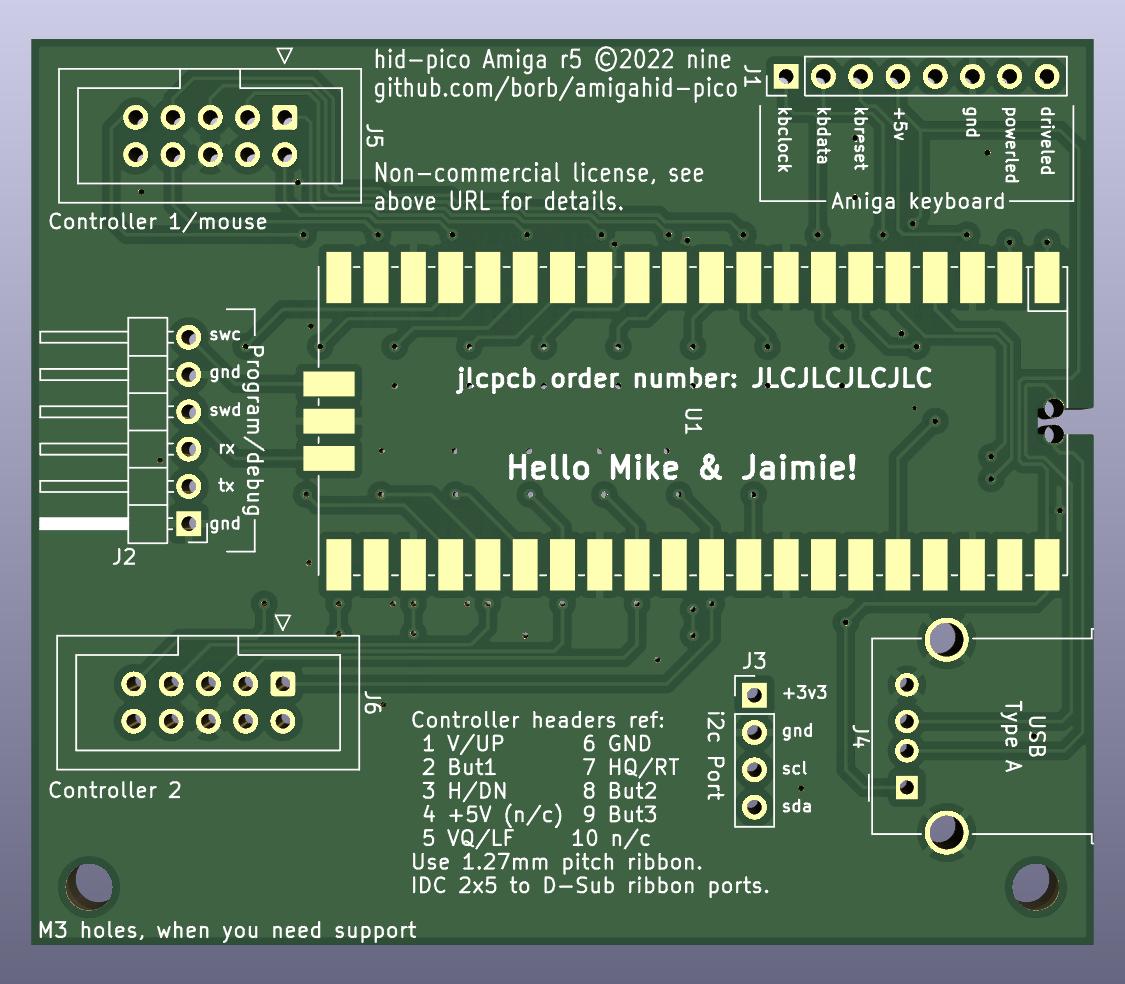 hid-pico Amiga r5 ©2022 nine
github.com/borb/amigahid-pico
J1
kbclock
kbdata
kbreset
+5v
gnd
powerled
driveled
Amiga keyboard
J5
Non-commercial license, see
above URL for details.
Controller 1/mouse
swc
gnd
swd
rx
tx
gnd
Program/debug
J2
jlcpcb order number: JLCJLCJLCJLC
U1
Hello Mike & Jaimie!
J6
Controller 2
Controller headers ref:
1 V/UP 6 GND
2 But1 7 HQ/RT
3 H/DN 8 But2
4 +5V (n/c) 9 But3
5 VQ/LF 10 n/c
Use 1.27mm pitch ribbon.
IDC 2x5 to D-Sub ribbon ports.
J3
+3v3
gnd
scl
sda
i2c Port
J4
USB
Type A
M3 holes, when you need support